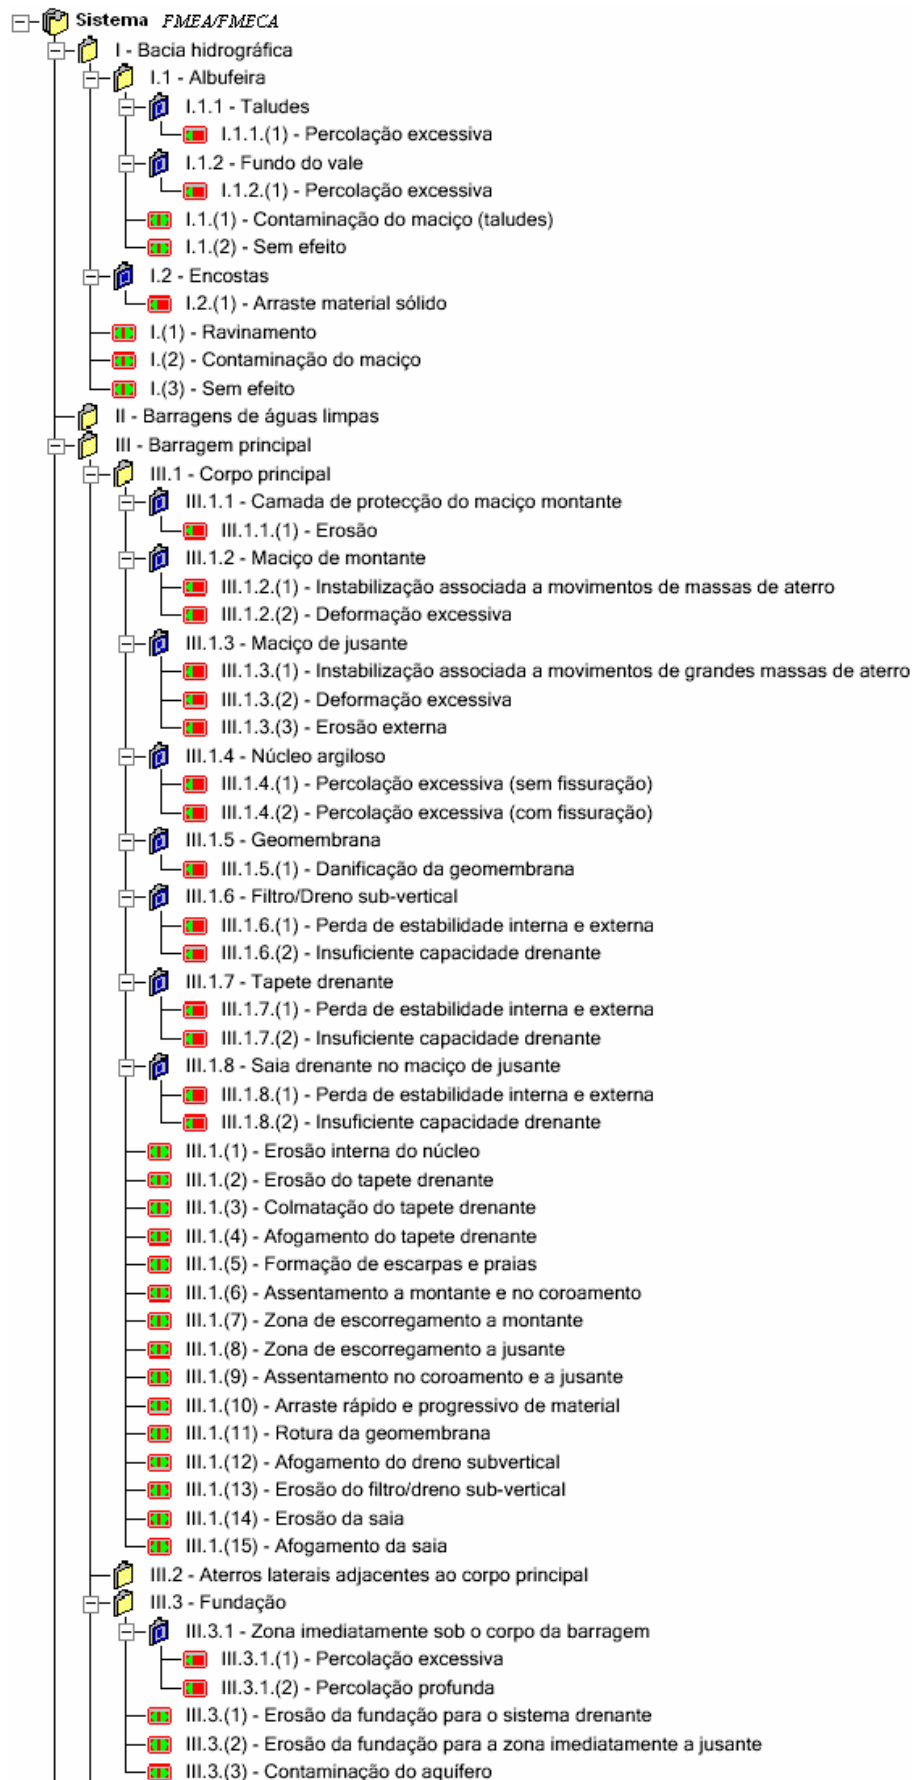 Sistema FMEA/FMECA
I - Bacia hidrográfica
I.1 - Albufeira
I.1.1 - Taludes
I.1.1.(1) - Percolação excessiva
I.1.2 - Fundo do vale
I.1.2.(1) - Percolação excessiva
I.1.(1) - Contaminação do maciço (taludes)
I.1.(2) - Sem efeito
I.2 - Encostas
I.2.(1) - Arraste material sólido
I.(1) - Ravinamento
I.(2) - Contaminação do maciço
I.(3) - Sem efeito
II - Barragens de águas limpas
III - Barragem principal
III.1 - Corpo principal
III.1.1 - Camada de protecção do maciço montante
III.1.1.(1) - Erosão
III.1.2 - Maciço de montante
III.1.2.(1) - Instabilização associada a movimentos de massas de aterro
III.1.2.(2) - Deformação excessiva
III.1.3 - Maciço de jusante
III.1.3.(1) - Instabilização associada a movimentos de grandes massas de aterro
III.1.3.(2) - Deformação excessiva
III.1.3.(3) - Erosão externa
III.1.4 - Núcleo argiloso
III.1.4.(1) - Percolação excessiva (sem fissuração)
III.1.4.(2) - Percolação excessiva (com fissuração)
III.1.5 - Geomembrana
III.1.5.(1) - Danificação da geomembrana
III.1.6 - Filtro/Dreno sub-vertical
III.1.6.(1) - Perda de estabilidade interna e externa
III.1.6.(2) - Insuficiente capacidade drenante
III.1.7 - Tapete drenante
III.1.7.(1) - Perda de estabilidade interna e externa
III.1.7.(2) - Insuficiente capacidade drenante
III.1.8 - Saia drenante no maciço de jusante
III.1.8.(1) - Perda de estabilidade interna e externa
III.1.8.(2) - Insuficiente capacidade drenante
III.1.(1) - Erosão interna do núcleo
III.1.(2) - Erosão do tapete drenante
III.1.(3) - Colmatação do tapete drenante
III.1.(4) - Afogamento do tapete drenante
III.1.(5) - Formação de escarpas e praias
III.1.(6) - Assentamento a montante e no coroamento
III.1.(7) - Zona de escorregamento a montante
III.1.(8) - Zona de escorregamento a jusante
III.1.(9) - Assentamento no coroamento e a jusante
III.1.(10) - Arraste rápido e progressivo de material
III.1.(11) - Rotura da geomembrana
III.1.(12) - Afogamento do dreno subvertical
III.1.(13) - Erosão do filtro/dreno sub-vertical
III.1.(14) - Erosão da saia
III.1.(15) - Afogamento da saia
III.2 - Aterros laterais adjacentes ao corpo principal
III.3 - Fundação
III.3.1 - Zona imediatamente sob o corpo da barragem
III.3.1.(1) - Percolação excessiva
III.3.1.(2) - Percolação profunda
III.3.(1) - Erosão da fundação para o sistema drenante
III.3.(2) - Erosão da fundação para a zona imediatamente a jusante
III.3.(3) - Contaminação do aquífero